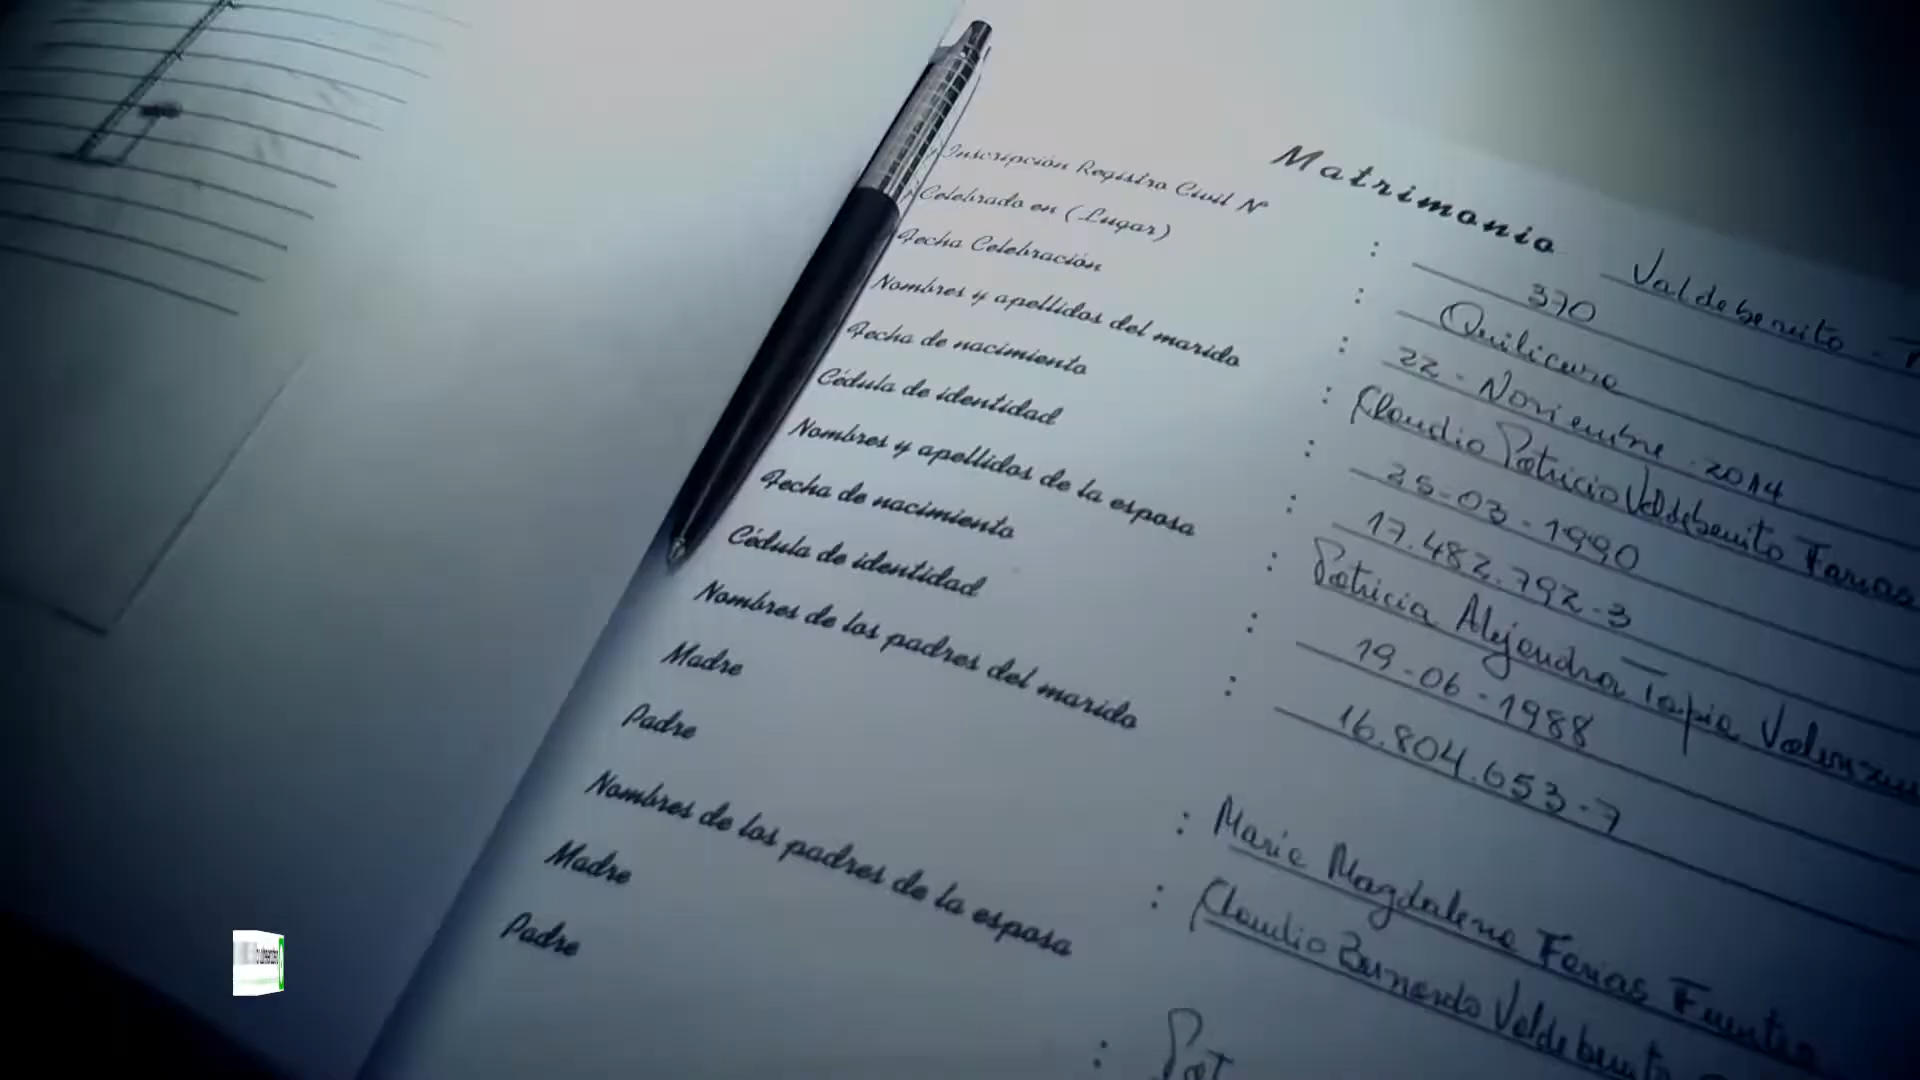 Matrimonio Valdebenito -
Inscripción Registro Civil N° : 370
Celebrado en (Lugar) : Quilicura
Fecha Celebración : 22 - Noviembre - 2014
Nombres y apellidos del marido : Claudio Patricio Valdebenito Farias
Fecha de nacimiento : 25-03-1990
Cédula de identidad : 17.482.792-3
Nombres y apellidos de la esposa : Patricia Alejandra Tapia Valenzue
Fecha de nacimiento : 19-06-1988
Cédula de identidad : 16.804.653-7
Nombres de los padres del marido
Madre : Maria Magdalena Farias Fuentes
Padre : Claudio Bernardo Valdebenito
Nombres de los padres de la esposa
Madre : Pat
Padre